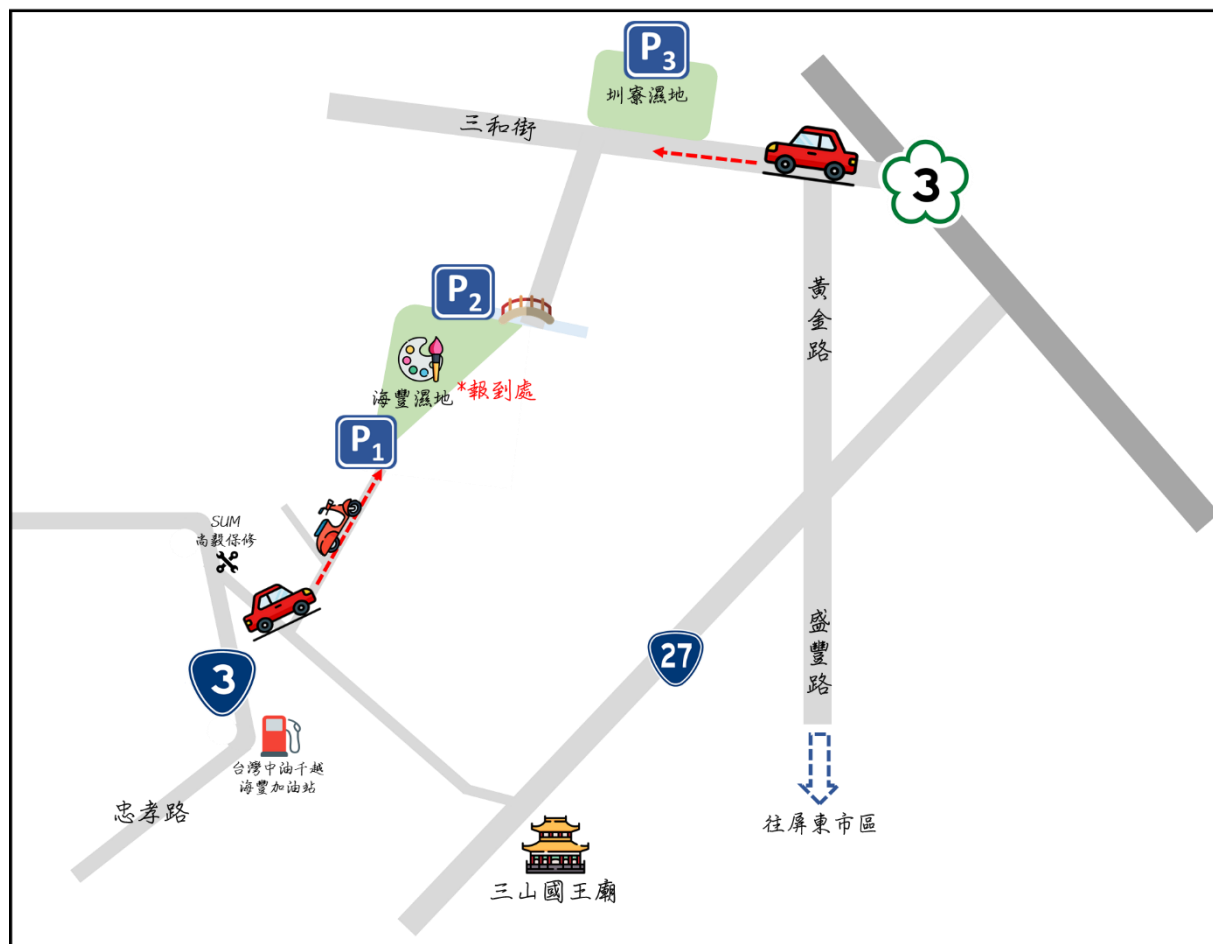 P3
圳寮濕地
三和街
3
P2
黃金路
海豐濕地
*報到處
P1
SUM
尚毅保修
盛豐路
27
3
台灣中油千越
海豐加油站
忠孝路
往屏東市區
三山國王廟